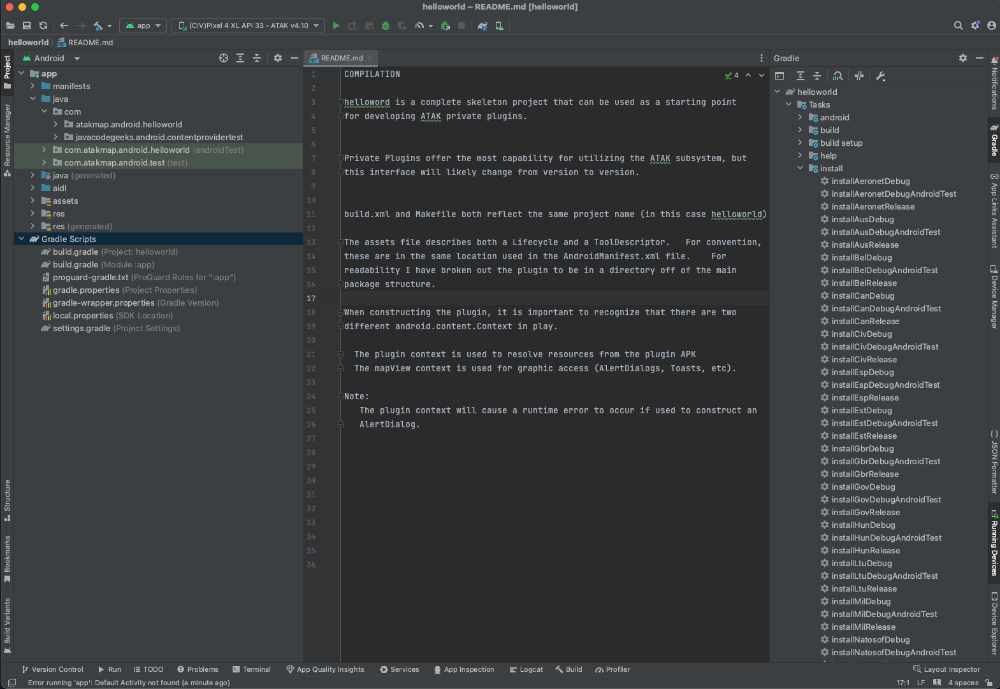 helloworld – README.md [helloworld]
app
(CIV)Pixel 4 XL API 33 - ATAK v4.10
helloworld
README.md
Project
Resource Manager
Structure
Bookmarks
Build Variants
Android
app
manifests
java
com
atakmap.android.helloworld
javacodegeeks.android.contentprovidertest
com.atakmap.android.helloworld (androidTest)
com.atakmap.android.test (test)
java (generated)
aidl
assets
res
res (generated)
Gradle Scripts
build.gradle (Project: helloworld)
build.gradle (Module :app)
proguard-gradle.txt (ProGuard Rules for ":app")
gradle.properties (Project Properties)
gradle-wrapper.properties (Gradle Version)
local.properties (SDK Location)
settings.gradle (Project Settings)
README.md
4
1 COMPILATION
2
3 helloword is a complete skeleton project that can be used as a starting point
4 for developing ATAK private plugins.
5
6
7 Private Plugins offer the most capability for utilizing the ATAK subsystem, but
8 this interface will likely change from version to version.
9
10
11 build.xml and Makefile both reflect the same project name (in this case helloworld)
12
13 The assets file describes both a Lifecycle and a ToolDescriptor.   For convention,
14 these are in the same location used in the AndroidManifest.xml file.    For
15 readability I have broken out the plugin to be in a directory off of the main
16 package structure.
17
18 When constructing the plugin, it is important to recognize that there are two
19 different android.content.Context in play.
20
21 The plugin context is used to resolve resources from the plugin APK
22 The mapView context is used for graphic access (AlertDialogs, Toasts, etc).
23
24 Note:
25 The plugin context will cause a runtime error to occur if used to construct an
26 AlertDialog.
27
28
29
30
31
32
33
34
35
36
Gradle
helloworld
Tasks
android
build
build setup
help
install
installAeronetDebug
installAeronetDebugAndroidTest
installAeronetRelease
installAusDebug
installAusDebugAndroidTest
installAusRelease
installBelDebug
installBelDebugAndroidTest
installBelRelease
installCanDebug
installCanDebugAndroidTest
installCanRelease
installCivDebug
installCivDebugAndroidTest
installCivRelease
installEspDebug
installEspDebugAndroidTest
installEspRelease
installEstDebug
installEstDebugAndroidTest
installEstRelease
installGbrDebug
installGbrDebugAndroidTest
installGbrRelease
installGovDebug
installGovDebugAndroidTest
installGovRelease
installHunDebug
installHunDebugAndroidTest
installHunRelease
installLtuDebug
installLtuDebugAndroidTest
installLtuRelease
installMilDebug
installMilDebugAndroidTest
installMilRelease
installNatosofDebug
installNatosofDebugAndroidTest
Notifications
Gradle
App Links Assistant
Device Manager
{ } JSON Formatter
Running Devices
Device Explorer
Version Control
Run
TODO
Problems
Terminal
App Quality Insights
Services
App Inspection
Logcat
Build
Profiler
Layout Inspector
Error running 'app': Default Activity not found (a minute ago)
17:1
LF
4 spaces